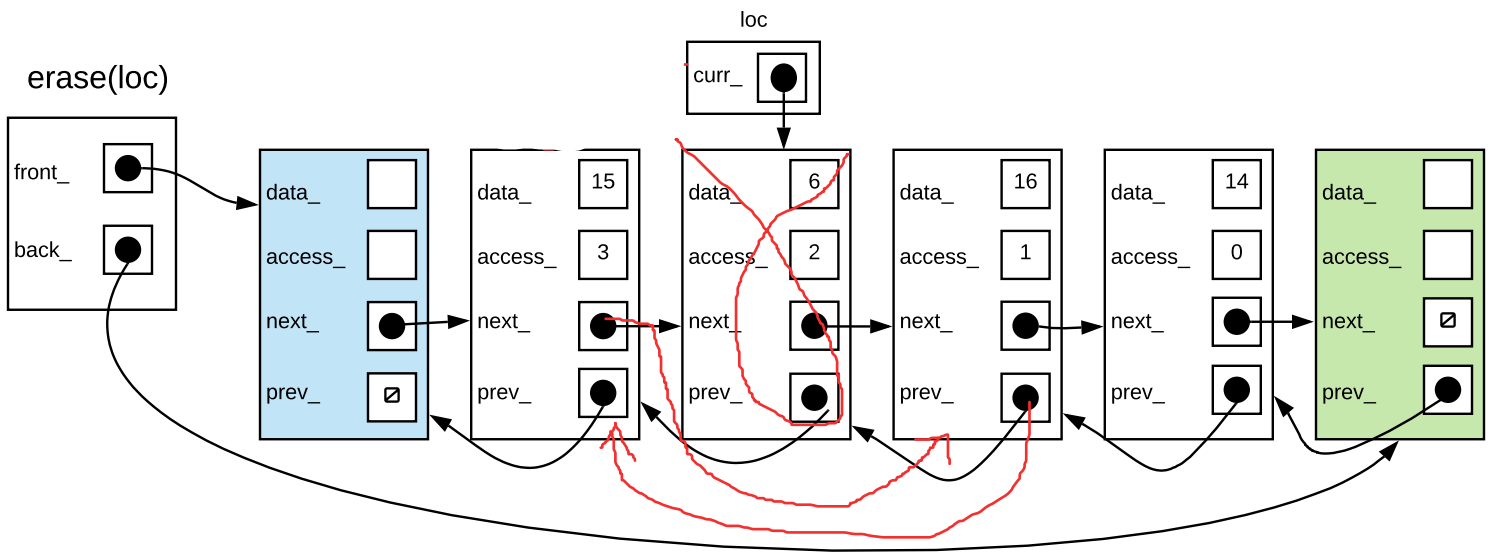 loc
curr_
erase(loc)
front_
back_
data_
access_
next_
prev_
data_ 15
access_ 3
next_
prev_
data_ 6
access_ 2
next_
prev_
data_ 16
access_ 1
next_
prev_
data_ 14
access_ 0
next_
prev_
data_
access_
next_
prev_